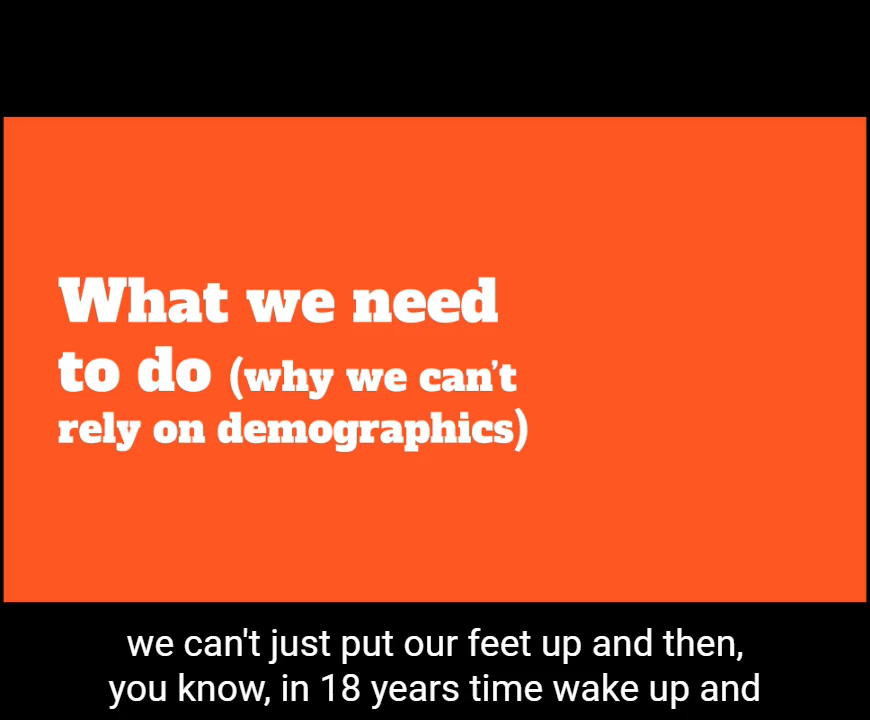 What we need
to do (why we can't
rely on demographics)
we can't just put our feet up and then,
you know, in 18 years time wake up and